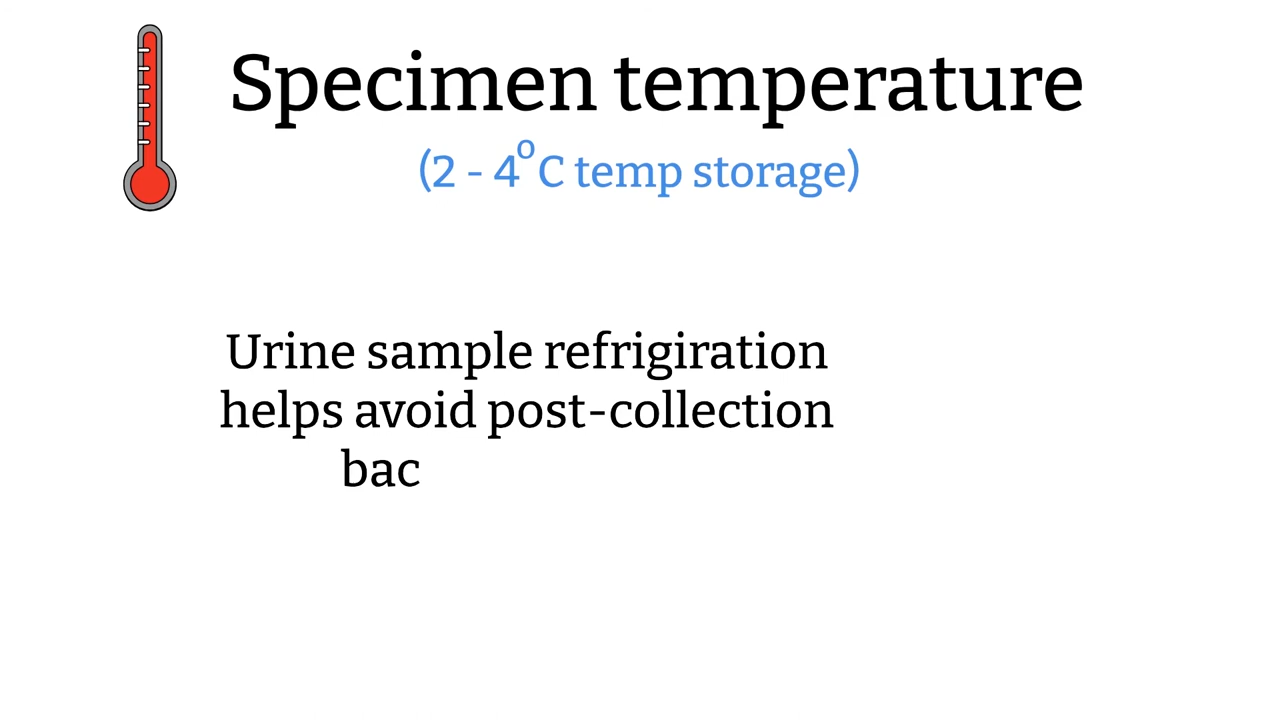 Specimen temperature
(2 - 4°C temp storage)
Urine sample refrigiration
helps avoid post-collection
bac